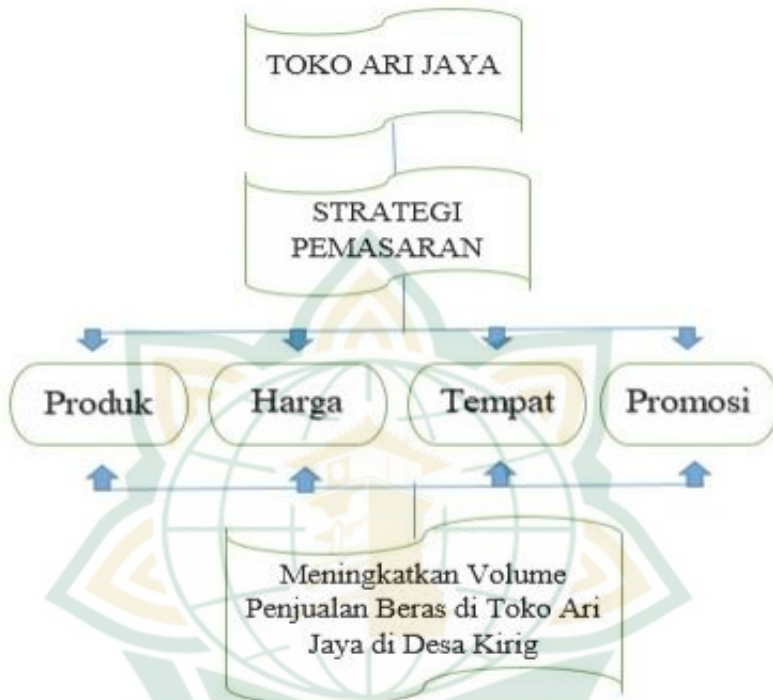 TOKO ARI JAYA
STRATEGI
PEMASARAN
Produk
Harga
Tempat
Promosi
Meningkatkan Volume
Penjualan Beras di Toko Ari
Jaya di Desa Kirig